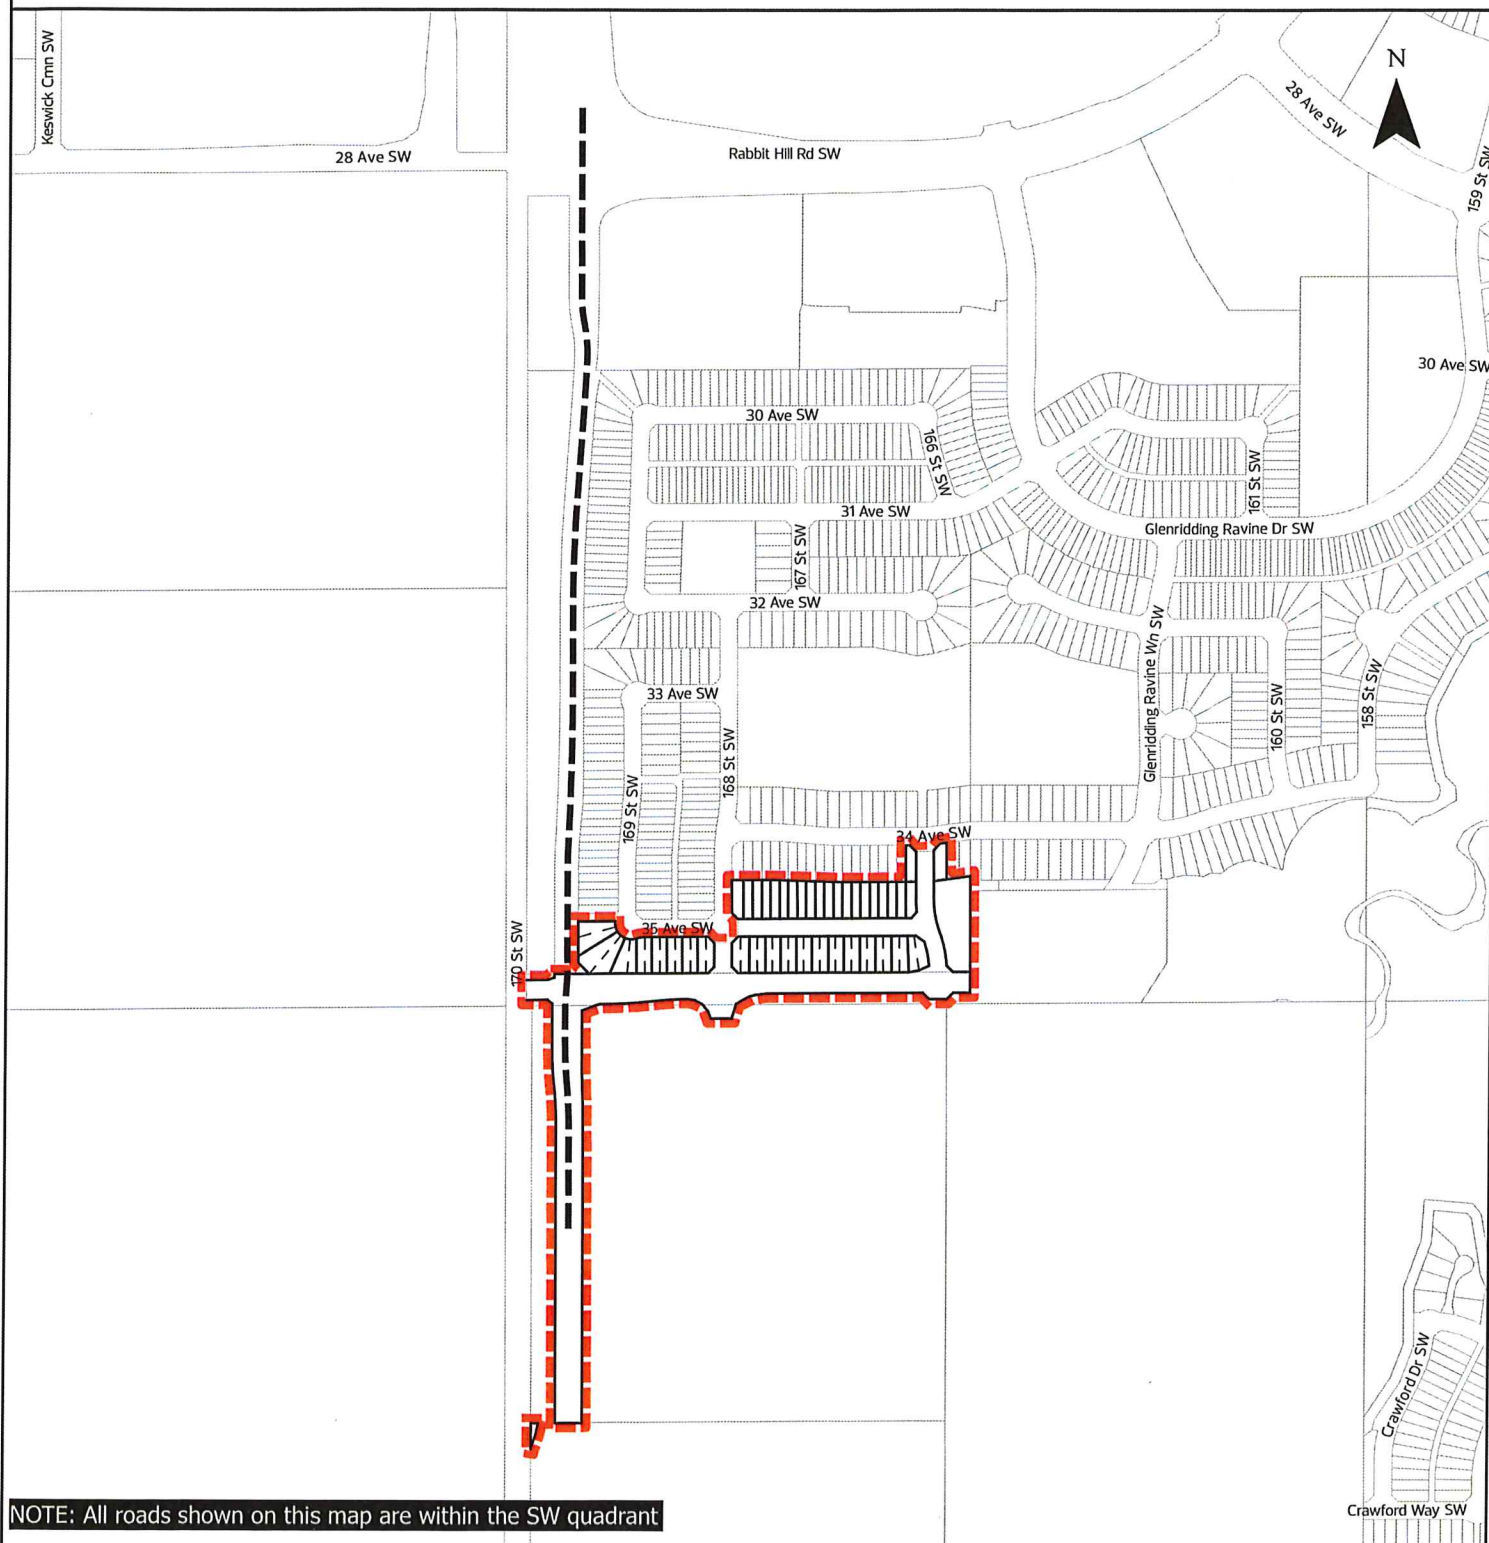 Keswick Cmn SW
N
28 Ave SW
28 Ave SW
Rabbit Hill Rd SW
159 St SW
30 Ave SW
30 Ave SW
166 St SW
161 St SW
31 Ave SW
Glenridding Ravine Dr SW
167 St SW
32 Ave SW
Glenridding Ravine Wn SW
33 Ave SW
158 St SW
160 St SW
168 St SW
169 St SW
34 Ave SW
35 Ave SW
170 St SW
Crawford Dr SW
Crawford Way SW
NOTE: All roads shown on this map are within the SW quadrant